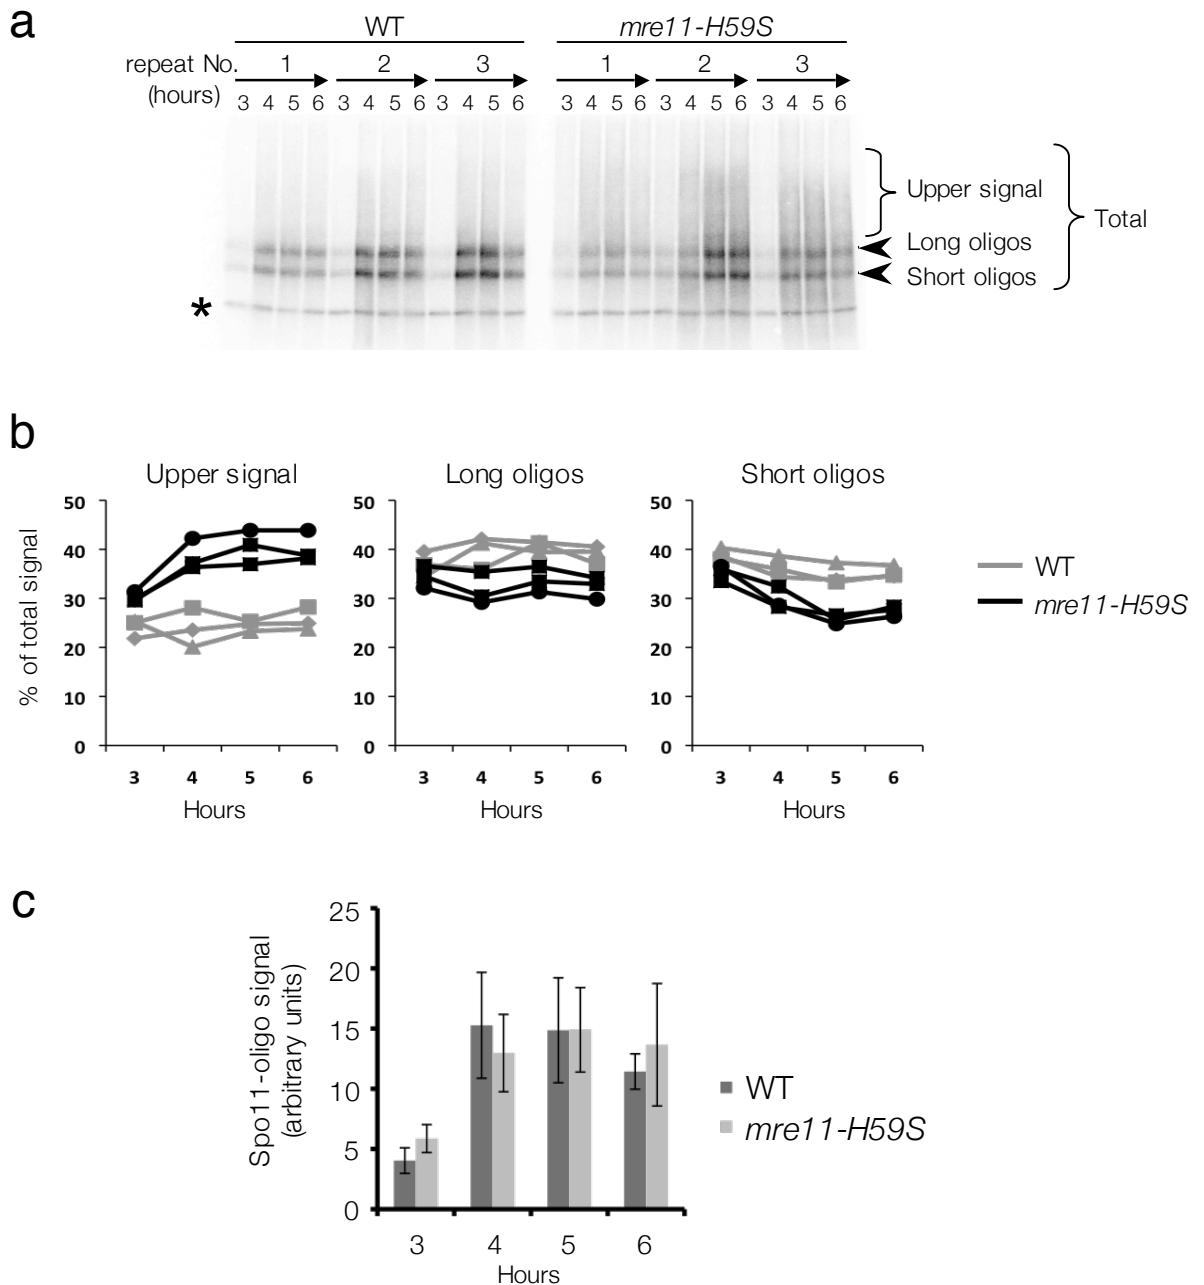 a
WT
mre11-H59S
repeat No.
1
2
3
1
2
3
(hours)
3 4 5 6 3 4 5 6 3 4 5 6
3 4 5 6 3 4 5 6 3 4 5 6
Upper signal
Long oligos
Short oligos
Total
*
b
Upper signal
Long oligos
Short oligos
% of total signal
50
40
30
20
10
0
3 4 5 6
Hours
50
40
30
20
10
0
3 4 5 6
Hours
50
40
30
20
10
0
3 4 5 6
Hours
WT
mre11-H59S
c
Spo11-oligo signal
(arbitrary units)
25
20
15
10
5
0
3 4 5 6
Hours
WT
mre11-H59S